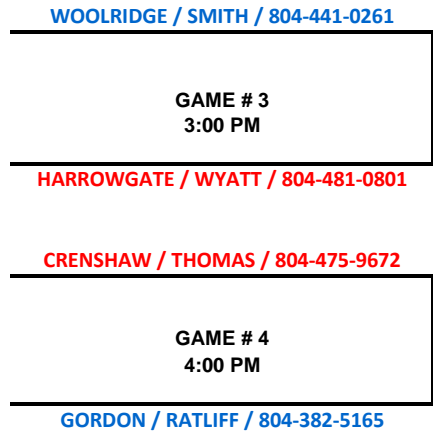 WOOLRIDGE / SMITH / 804-441-0261
GAME # 3
3:00 PM
HARROWGATE / WYATT / 804-481-0801
CRENSHAW / THOMAS / 804-475-9672
GAME # 4
4:00 PM
GORDON / RATLIFF / 804-382-5165